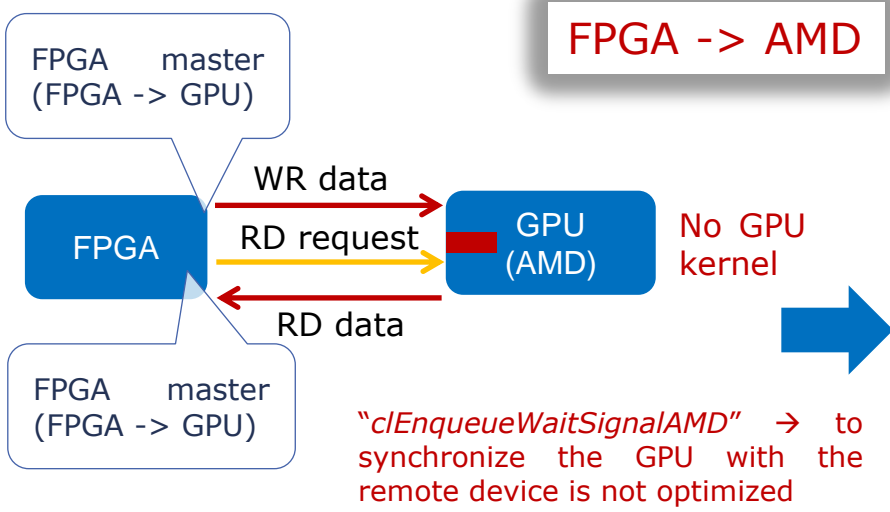 FPGA -> AMD
FPGA master
(FPGA -> GPU)
WR data
FPGA
RD request
GPU
(AMD)
No GPU
kernel
RD data
FPGA master
(FPGA -> GPU)
“clEnqueueWaitSignalAMD” → to
synchronize the GPU with the
remote device is not optimized